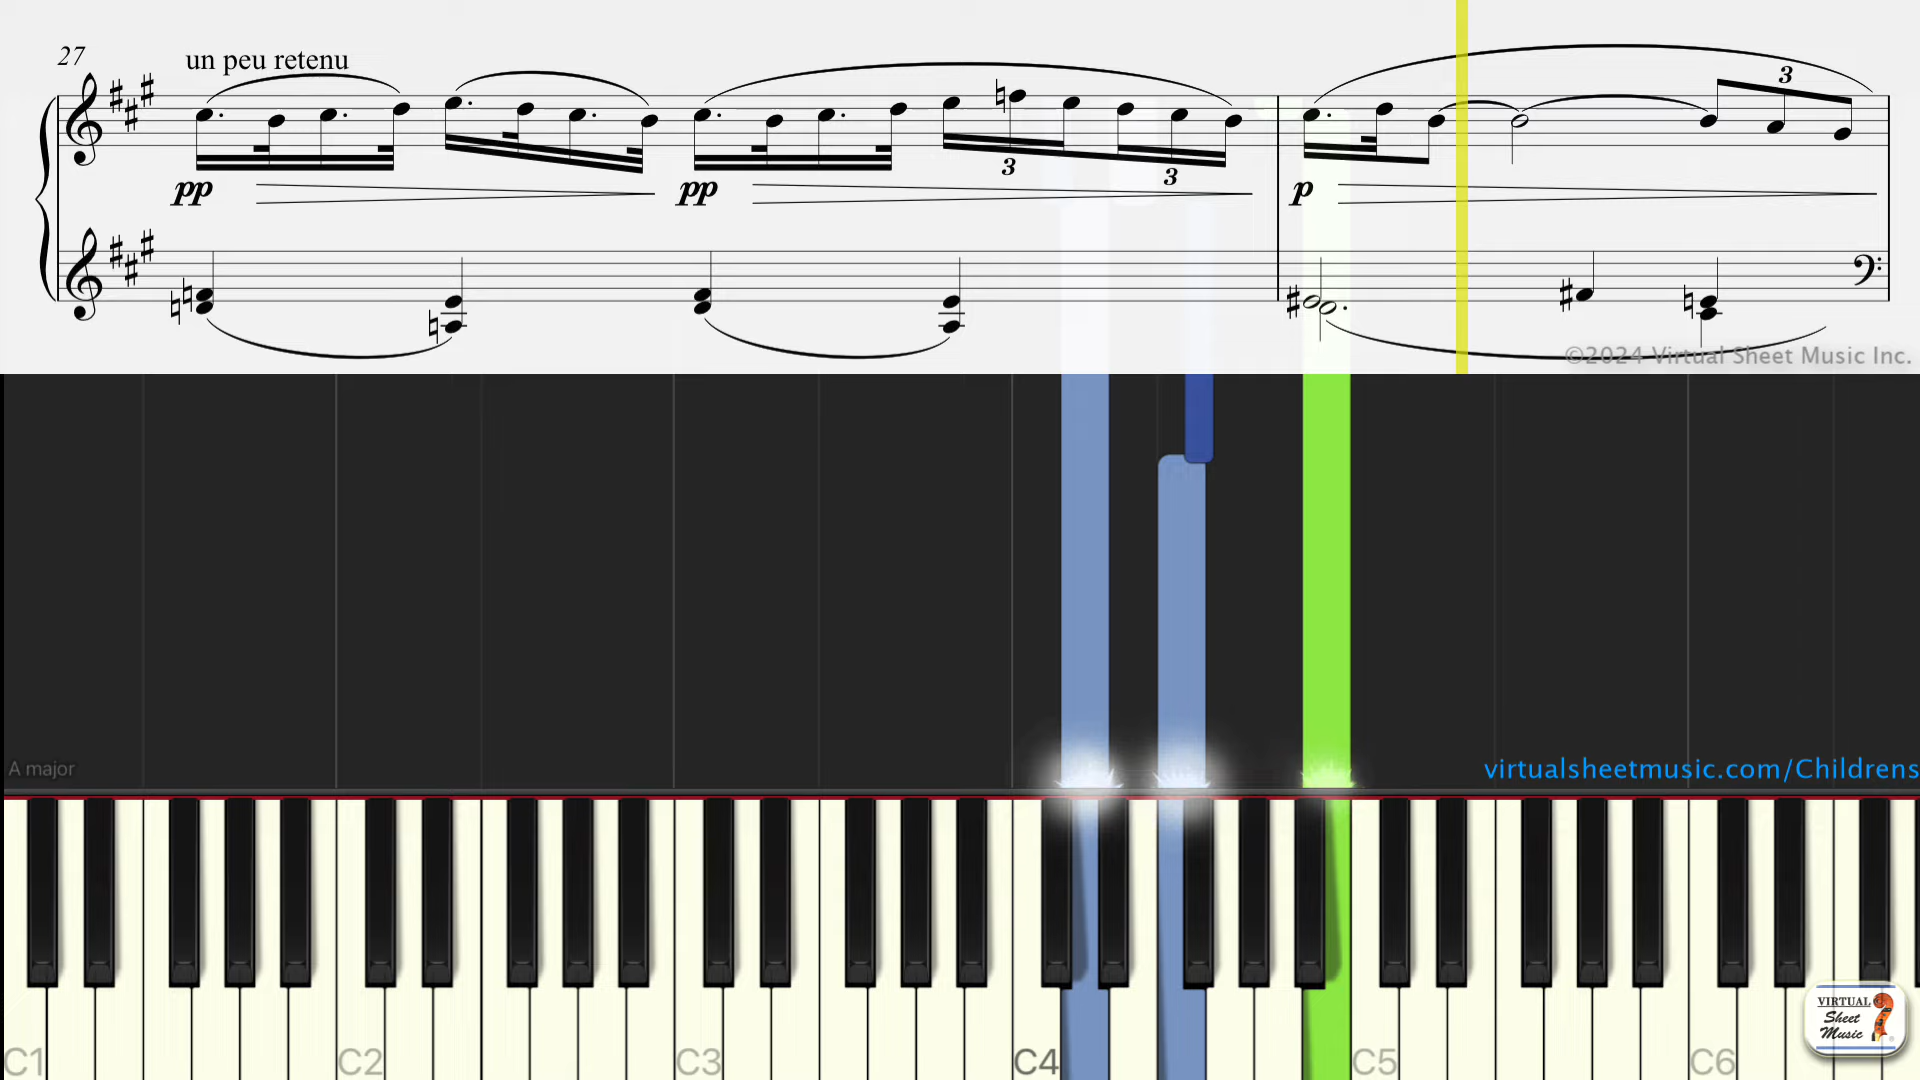 27
un peu retenu
3
pp
pp
3
3
p
©2024 Virtual Sheet Music Inc.
A major
virtualsheetmusic.com/Childrens
C1
C2
C3
C4
C5
C6
VIRTUAL
Sheet
Music